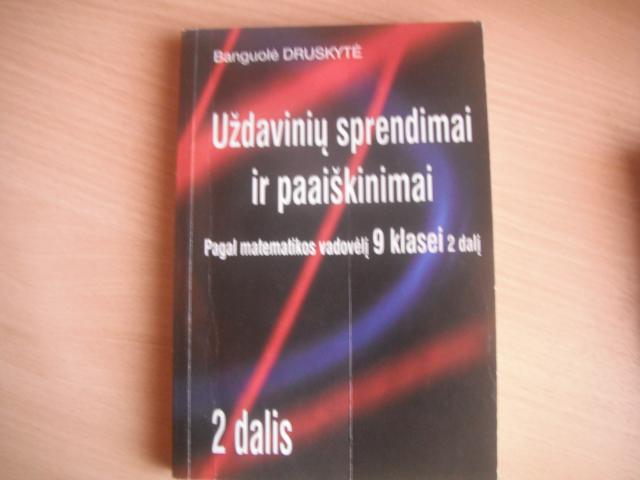 Banguolė DRUSKYTĖ
Uždavinių sprendimai
ir paaiškinimai
Pagal matematikos vadovėlį 9 klasei 2 dalį
2 dalis